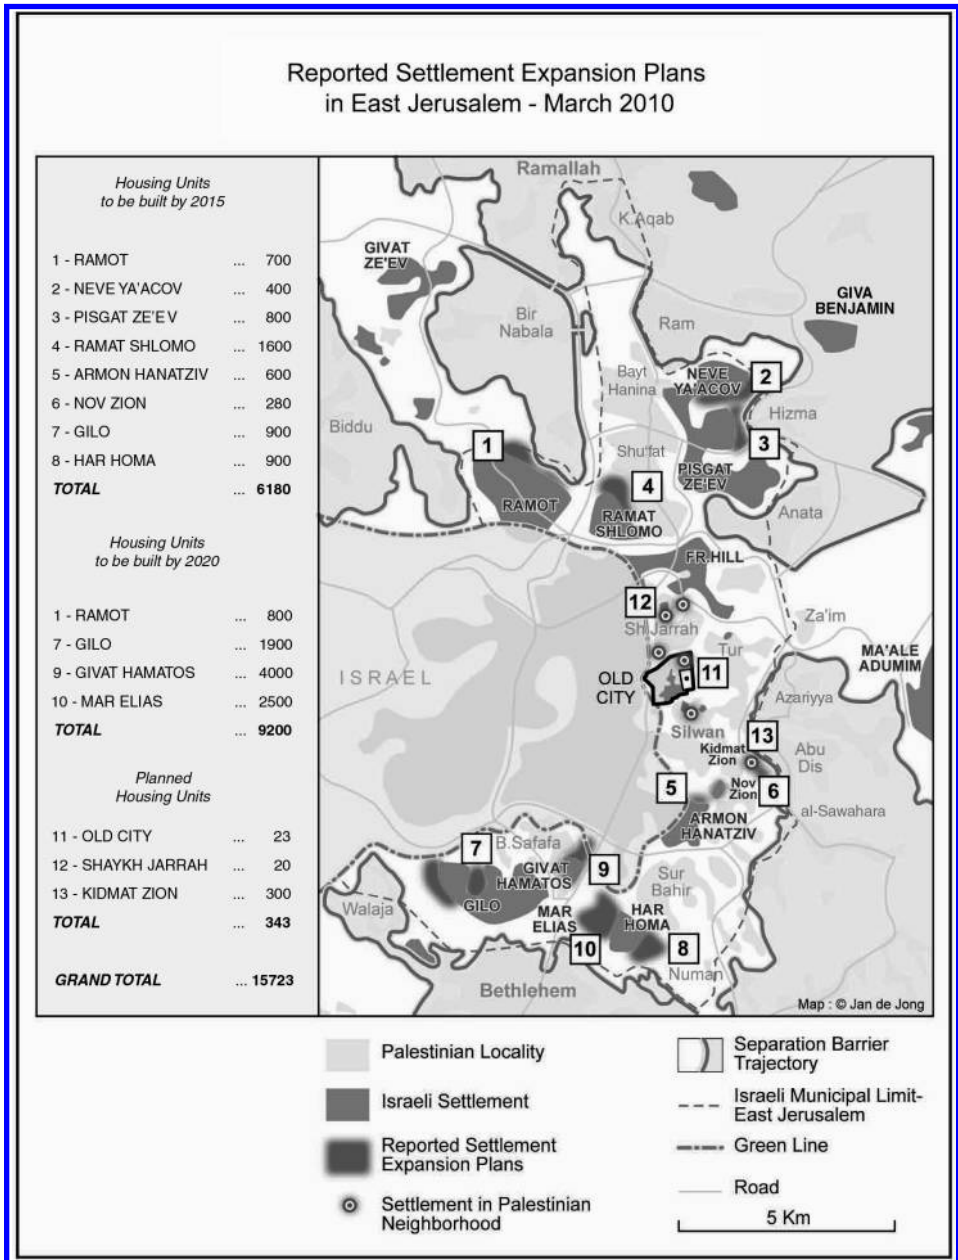 Reported Settlement Expansion Plans
in East Jerusalem - March 2010
Housing Units
to be built by 2015
1 - RAMOT ... 700
2 - NEVE YA'ACOV ... 400
3 - PISGAT ZE'EV ... 800
4 - RAMAT SHLOMO ... 1600
5 - ARMON HANATZIV ... 600
6 - NOV ZION ... 280
7 - GILO ... 900
8 - HAR HOMA ... 900
TOTAL ... 6180
Housing Units
to be built by 2020
1 - RAMOT ... 800
7 - GILO ... 1900
9 - GIVAT HAMATOS ... 4000
10 - MAR ELIAS ... 2500
TOTAL ... 9200
Planned
Housing Units
11 - OLD CITY ... 23
12 - SHAYKH JARRAH ... 20
13 - KIDMAT ZION ... 300
TOTAL ... 343
GRAND TOTAL ... 15723
Ramallah
K.Aqab
GIVAT
ZE'EV
GIVA
BENJAMIN
Bir
Nabala
Ram
Bayt
Hanina
NEVE
YA'ACOV
2
Hizma
Biddu
1
Shu'fat
3
PISGAT
ZE'EV
4
RAMOT
RAMAT
SHLOMO
Anata
FR.HILL
12
Sh.Jarrah
Za'im
Tur
MA'ALE
ADUMIM
ISRAEL
OLD
CITY
11
Azariyya
Silwan
13
Kidmat
Zion
Abu
Dis
5
Nov
Zion
6
al-Sawahara
ARMON
HANATZIV
B.Safafa
7
GIVAT
HAMATOS
9
Sur
Bahir
GILO
Walaja
MAR
ELIAS
HAR
HOMA
10
8
Numan
Bethlehem
Map : © Jan de Jong
Palestinian Locality
Israeli Settlement
Reported Settlement
Expansion Plans
Settlement in Palestinian
Neighborhood
Separation Barrier
Trajectory
Israeli Municipal Limit-
East Jerusalem
Green Line
Road
5 Km